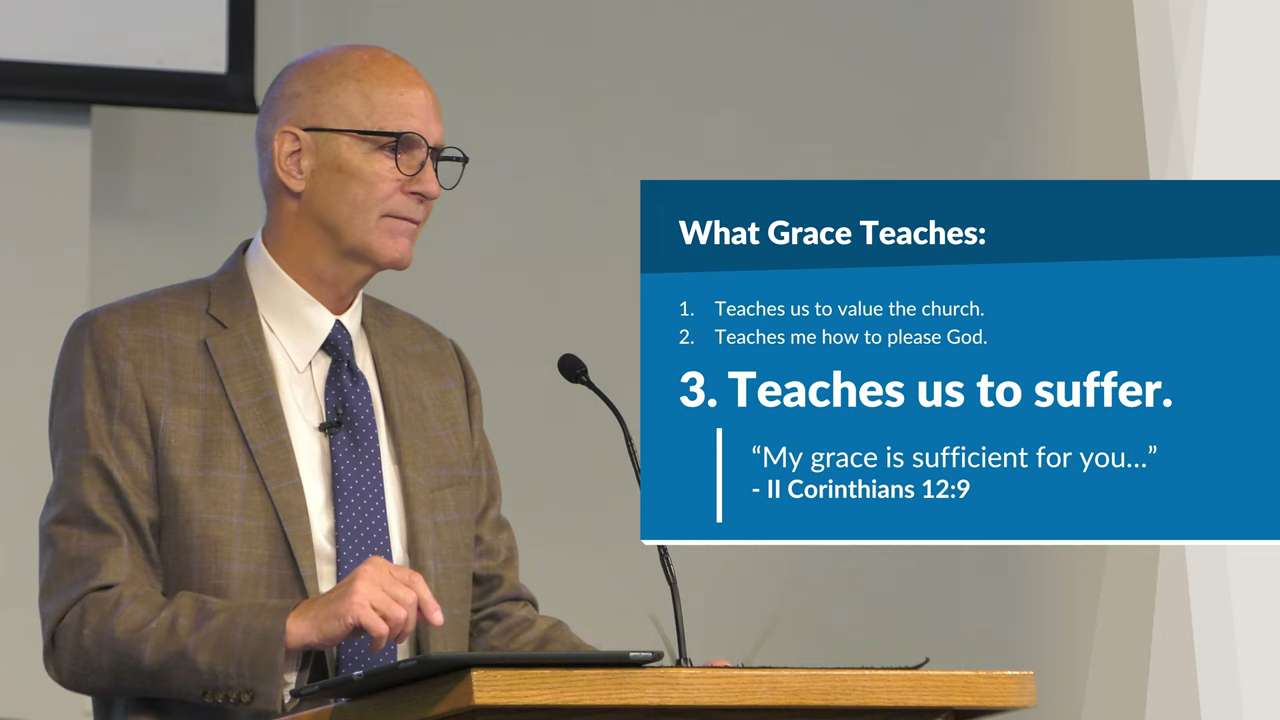 What Grace Teaches:
1. Teaches us to value the church.
2. Teaches me how to please God.
3. Teaches us to suffer.
“My grace is sufficient for you...”
- II Corinthians 12:9